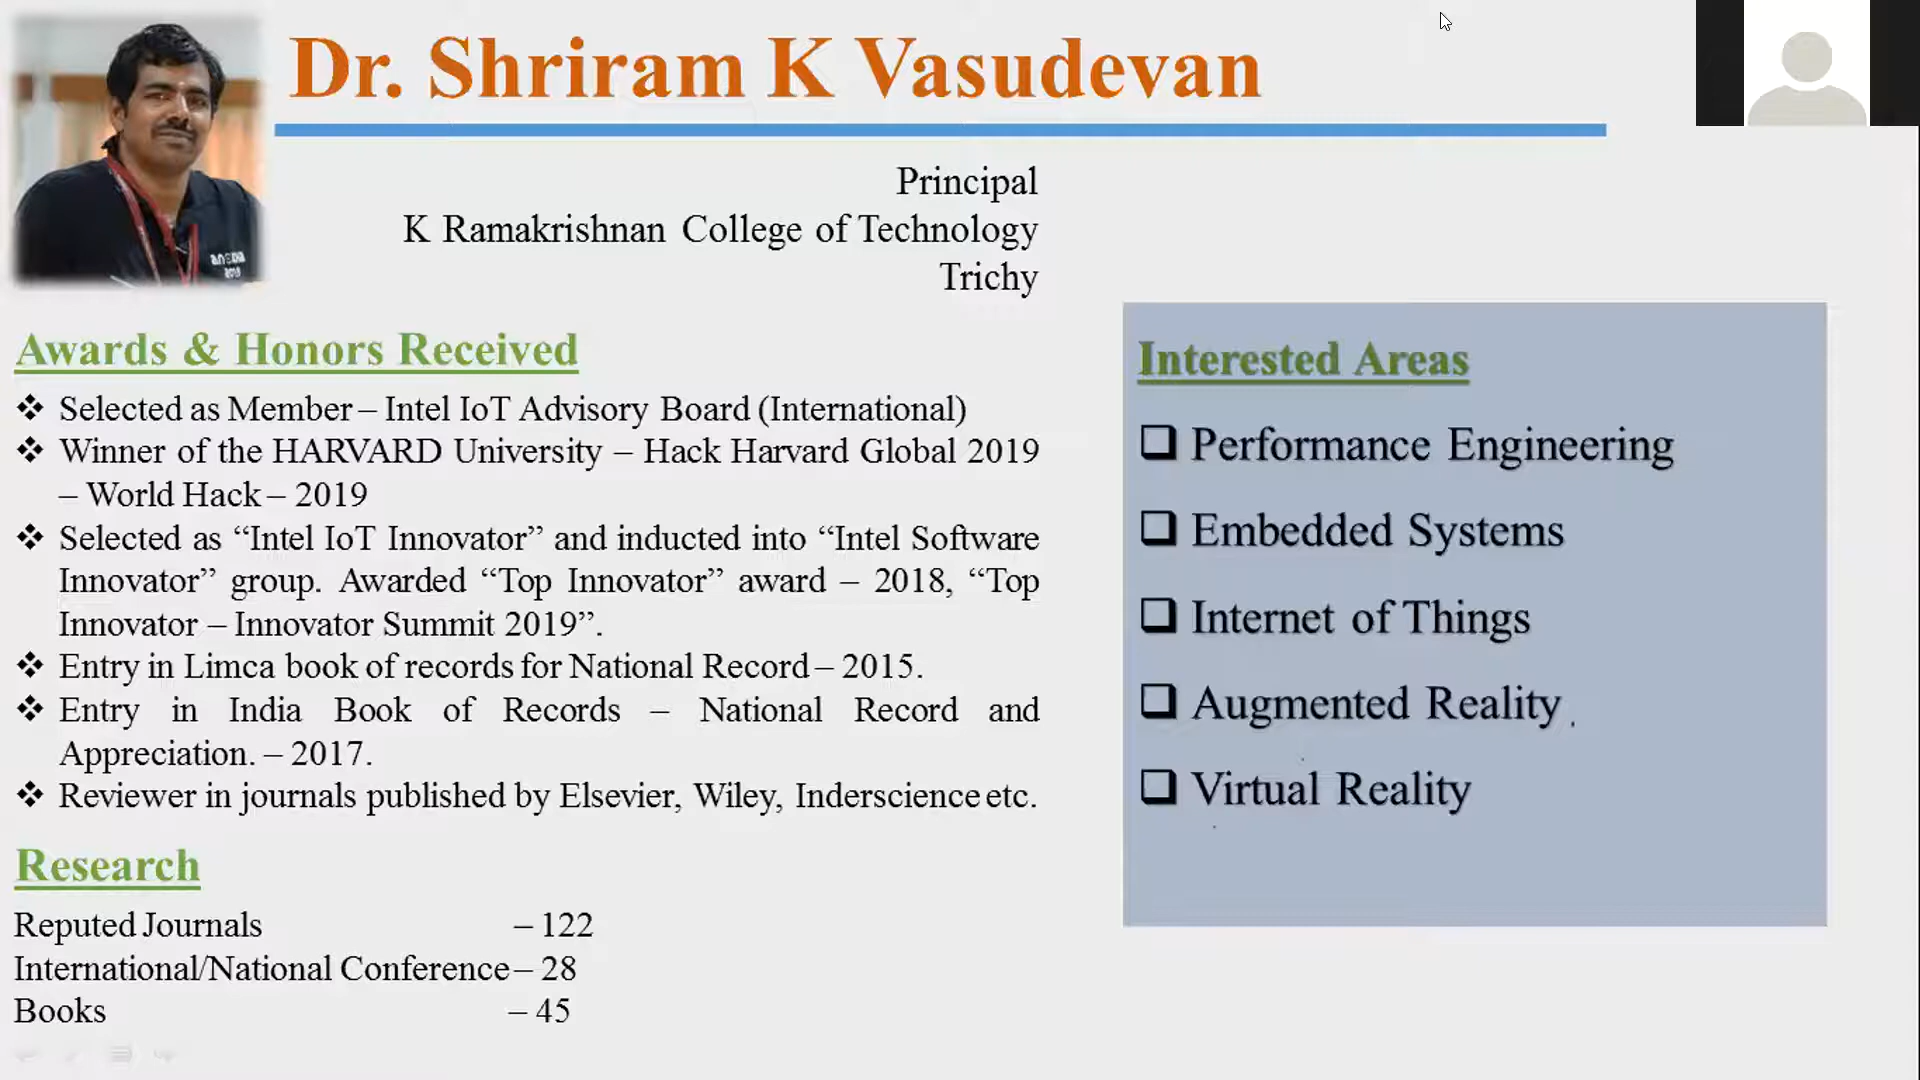 Dr. Shriram K Vasudevan
Principal
K Ramakrishnan College of Technology
Trichy
Awards & Honors Received
❖ Selected as Member – Intel IoT Advisory Board (International)
❖ Winner of the HARVARD University – Hack Harvard Global 2019
– World Hack – 2019
❖ Selected as “Intel IoT Innovator” and inducted into “Intel Software
Innovator” group. Awarded “Top Innovator” award – 2018, “Top
Innovator – Innovator Summit 2019”.
❖ Entry in Limca book of records for National Record – 2015.
❖ Entry in India Book of Records – National Record and
Appreciation. – 2017.
❖ Reviewer in journals published by Elsevier, Wiley, Inderscience etc.
Research
Reputed Journals – 122
International/National Conference – 28
Books – 45
Interested Areas
❑ Performance Engineering
❑ Embedded Systems
❑ Internet of Things
❑ Augmented Reality
❑ Virtual Reality